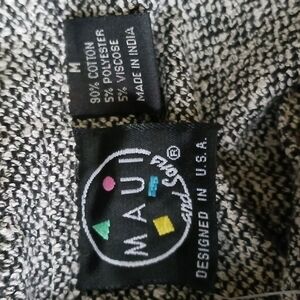 M
90% COTTON
5% POLYESTER
5% VISCOSE
MADE IN INDIA
MAUI
and Sons®
DESIGNED IN U.S.A.